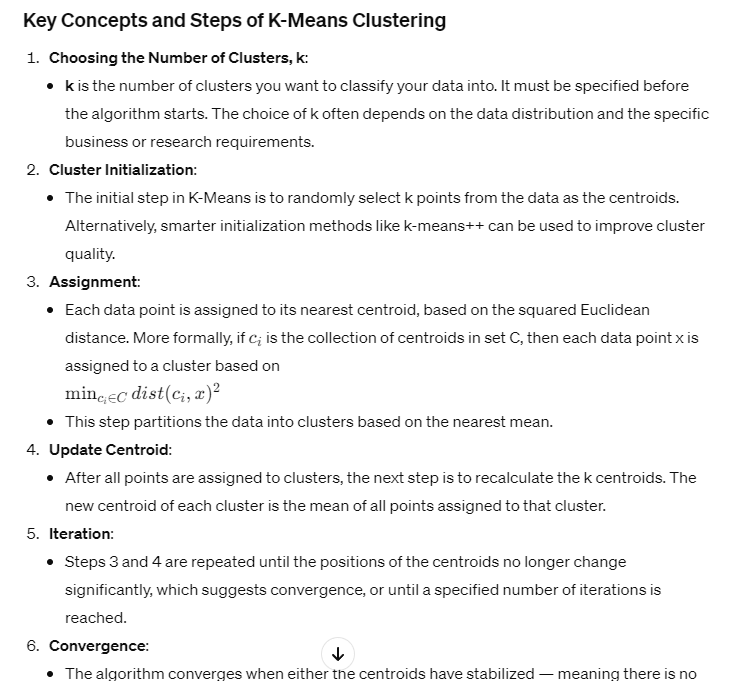 Key Concepts and Steps of K-Means Clustering
1. Choosing the Number of Clusters, k:
• k is the number of clusters you want to classify your data into. It must be specified before
the algorithm starts. The choice of k often depends on the data distribution and the specific
business or research requirements.
2. Cluster Initialization:
• The initial step in K-Means is to randomly select k points from the data as the centroids.
Alternatively, smarter initialization methods like k-means++ can be used to improve cluster
quality.
3. Assignment:
• Each data point is assigned to its nearest centroid, based on the squared Euclidean
distance. More formally, if cᵢ is the collection of centroids in set C, then each data point x is
assigned to a cluster based on
min_{cᵢ∈C} dist(cᵢ, x)²
• This step partitions the data into clusters based on the nearest mean.
4. Update Centroid:
• After all points are assigned to clusters, the next step is to recalculate the k centroids. The
new centroid of each cluster is the mean of all points assigned to that cluster.
5. Iteration:
• Steps 3 and 4 are repeated until the positions of the centroids no longer change
significantly, which suggests convergence, or until a specified number of iterations is
reached.
6. Convergence:
• The algorithm converges when either the centroids have stabilized — meaning there is no